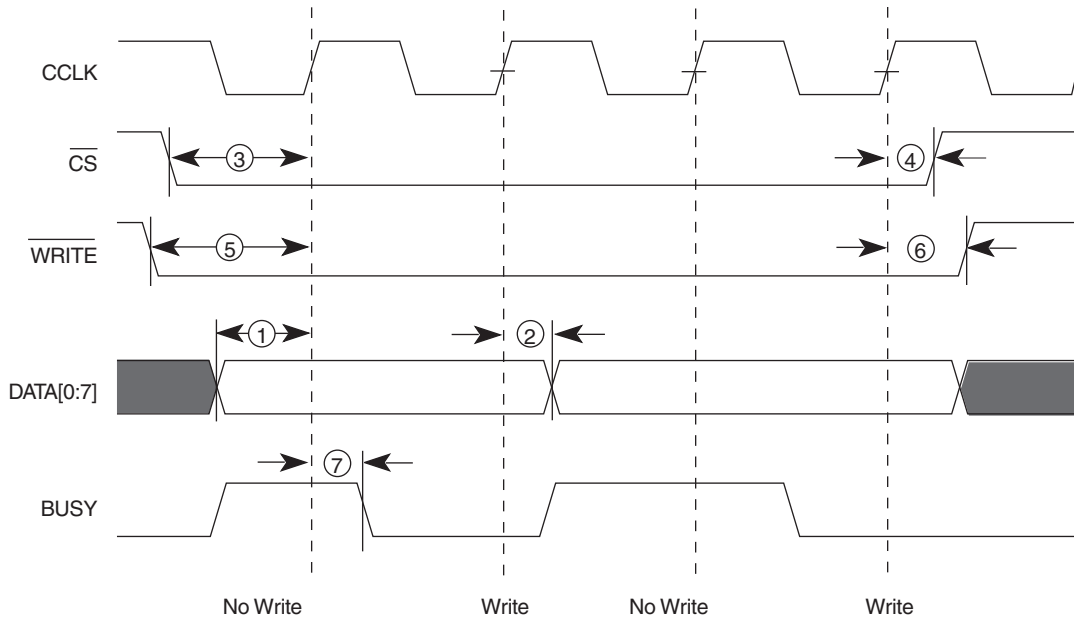 CCLK
CS
③
④
WRITE
⑤
⑥
①
②
DATA[0:7]
⑦
BUSY
No Write
Write
No Write
Write